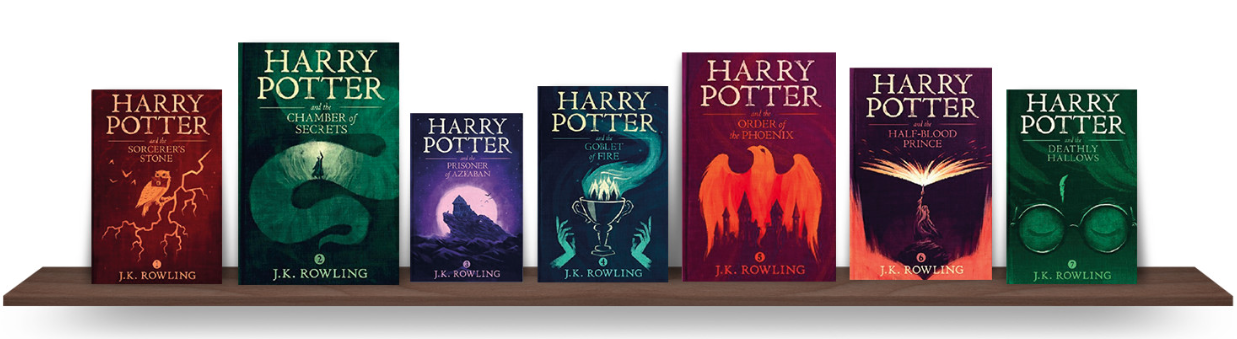 HARRY
POTTER
and the
SORCERER'S
STONE
1
J.K. ROWLING
HARRY
POTTER
and the
CHAMBER of
SECRETS
2
J.K. ROWLING
HARRY
POTTER
and the
PRISONER
of AZKABAN
3
J.K. ROWLING
HARRY
POTTER
and the
GOBLET
of FIRE
4
J.K. ROWLING
HARRY
POTTER
and the
ORDER of
the PHOENIX
5
J.K. ROWLING
HARRY
POTTER
and the
HALF-BLOOD
PRINCE
6
J.K. ROWLING
HARRY
POTTER
and the
DEATHLY
HALLOWS
7
J.K. ROWLING